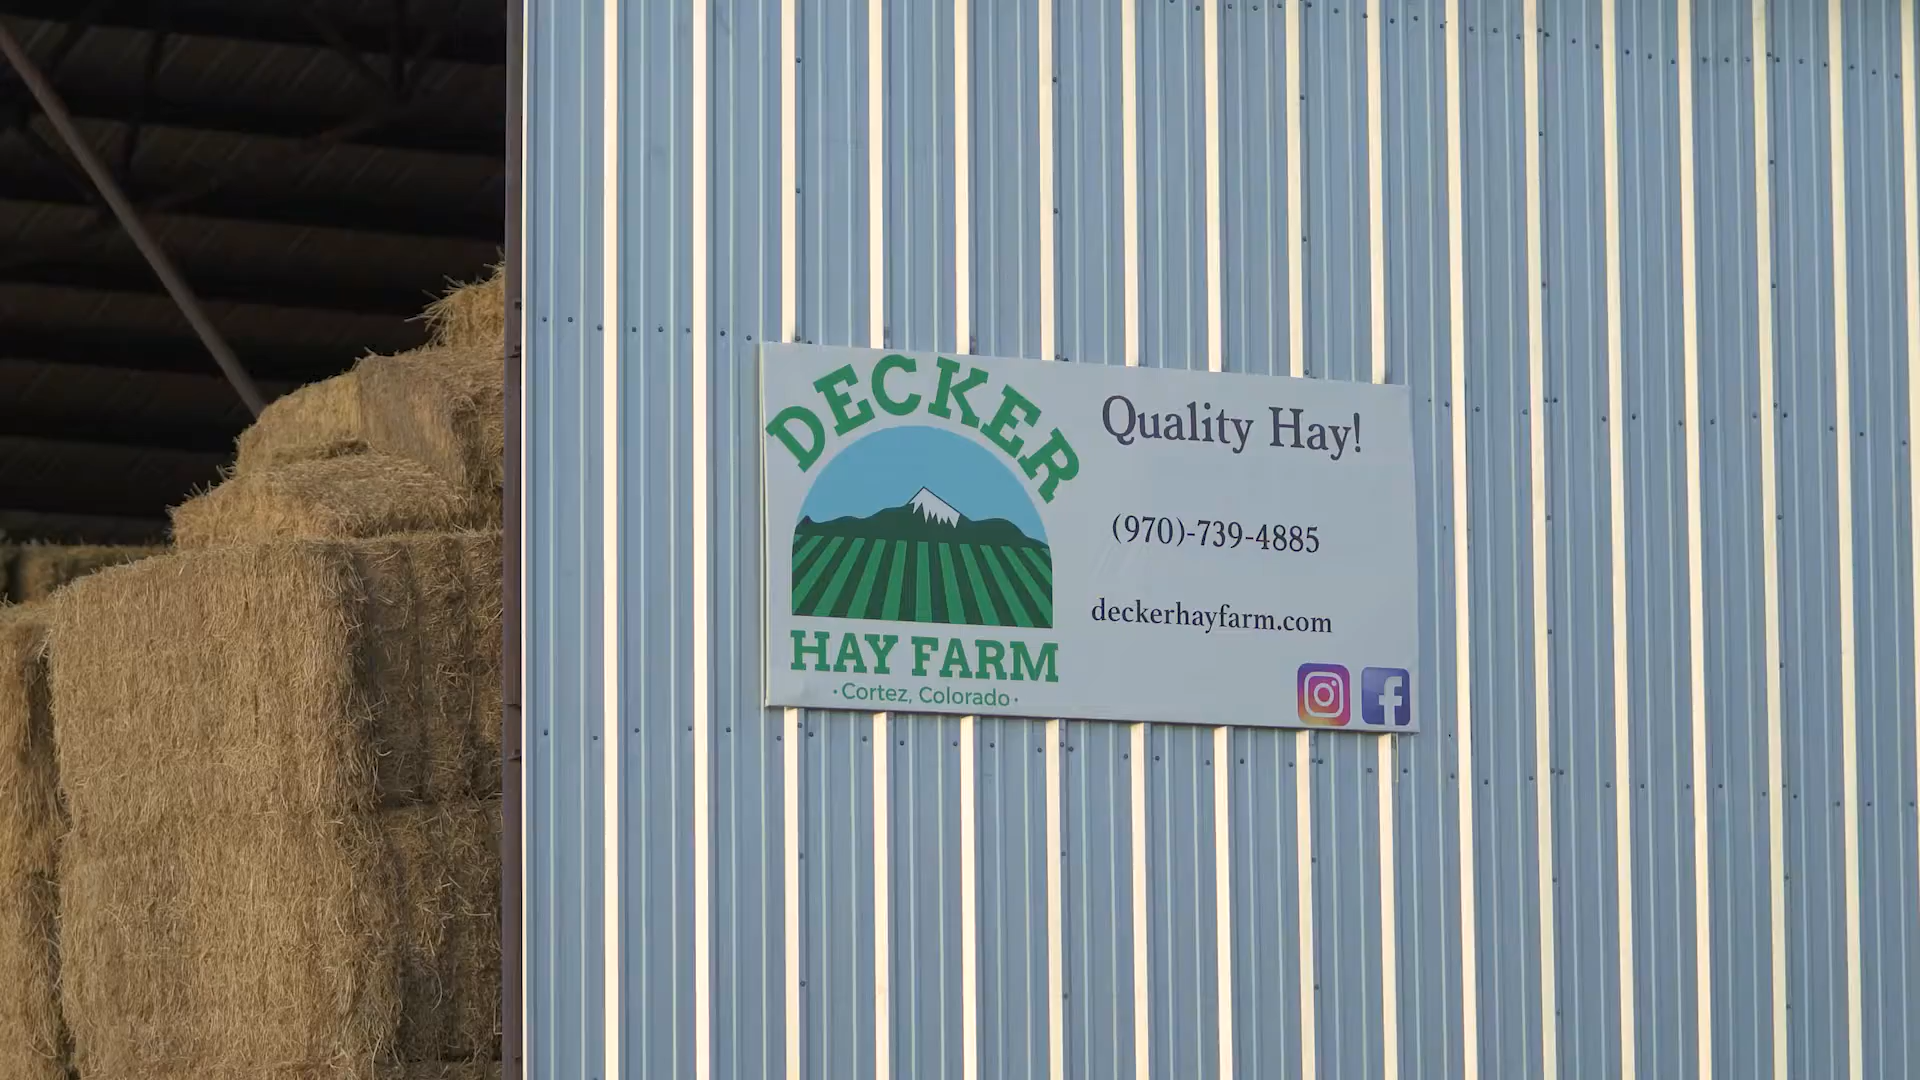 DECKER
HAY FARM
·Cortez, Colorado·
Quality Hay!
(970)-739-4885
deckerhayfarm.com